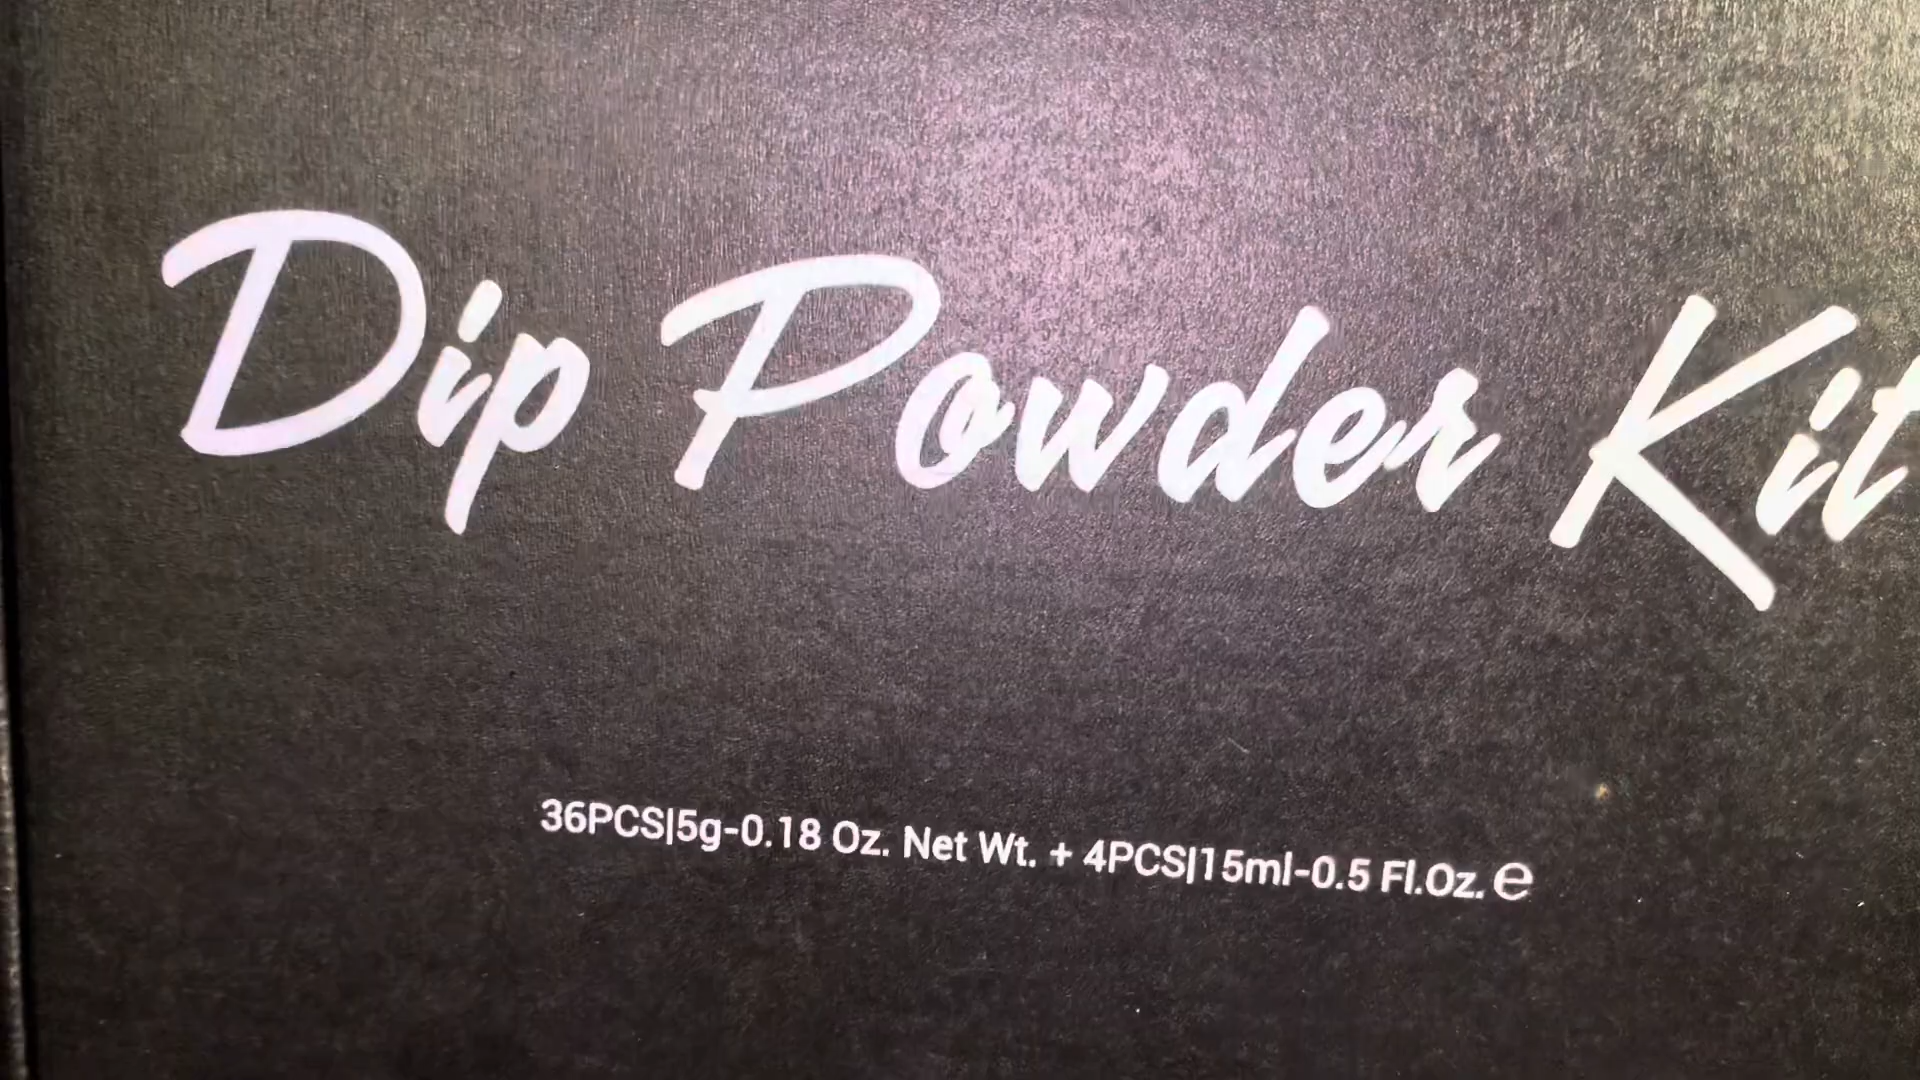 Dip Powder Kit
36PCS|5g-0.18 Oz. Net Wt. + 4PCS|15ml-0.5 Fl.Oz. ℮